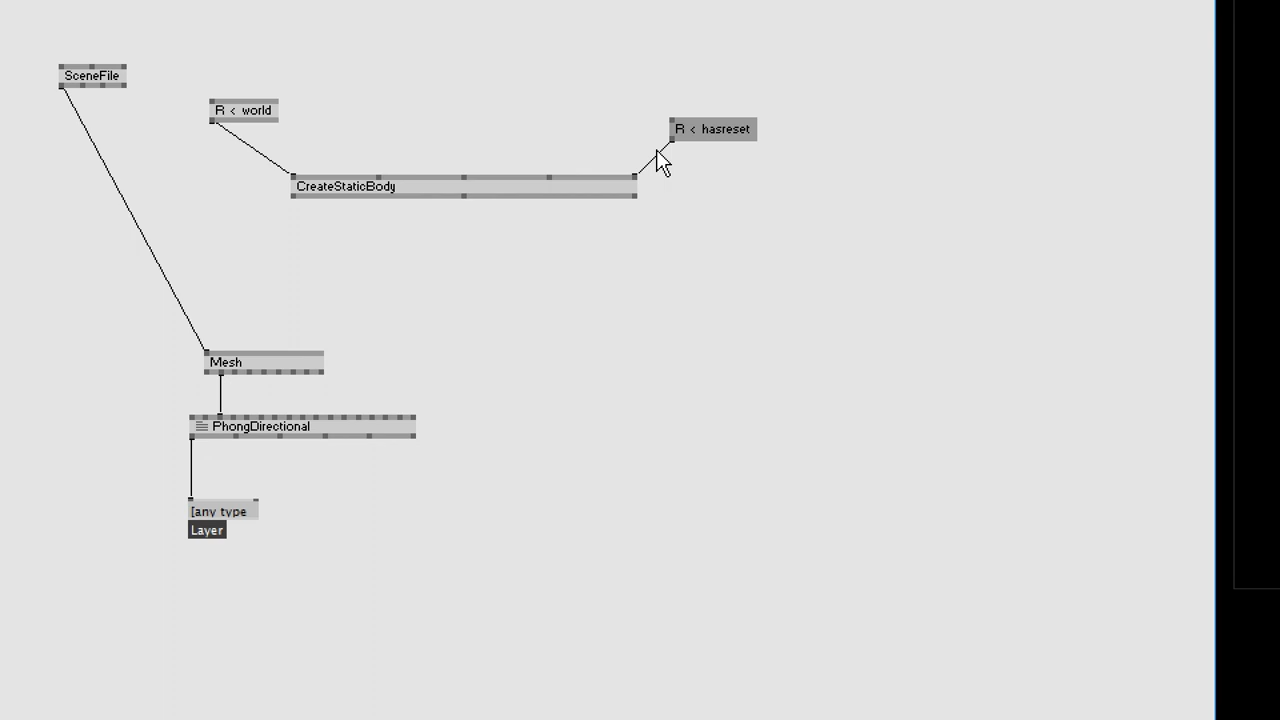 SceneFile
R < world
R < hasreset
CreateStaticBody
Mesh
PhongDirectional
[any type
Layer